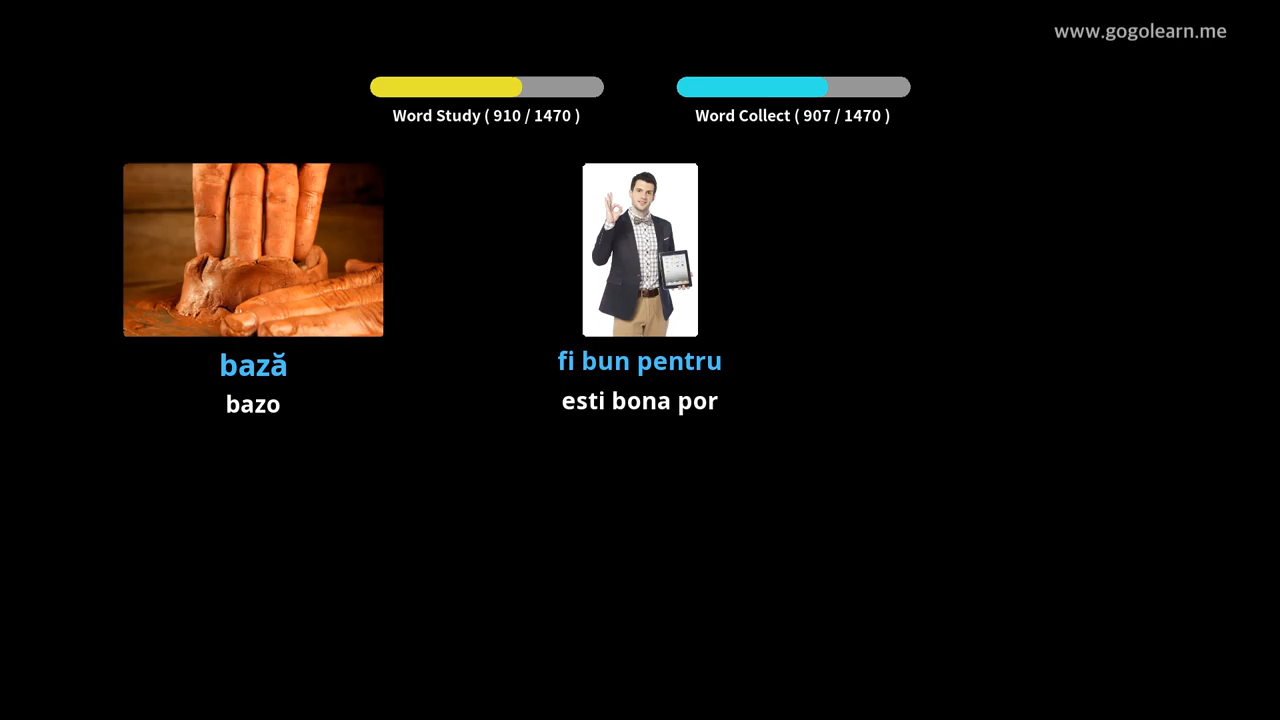 www.gogolearn.me
Word Study ( 910 / 1470 )
Word Collect ( 907 / 1470 )
bază
bazo
fi bun pentru
esti bona por